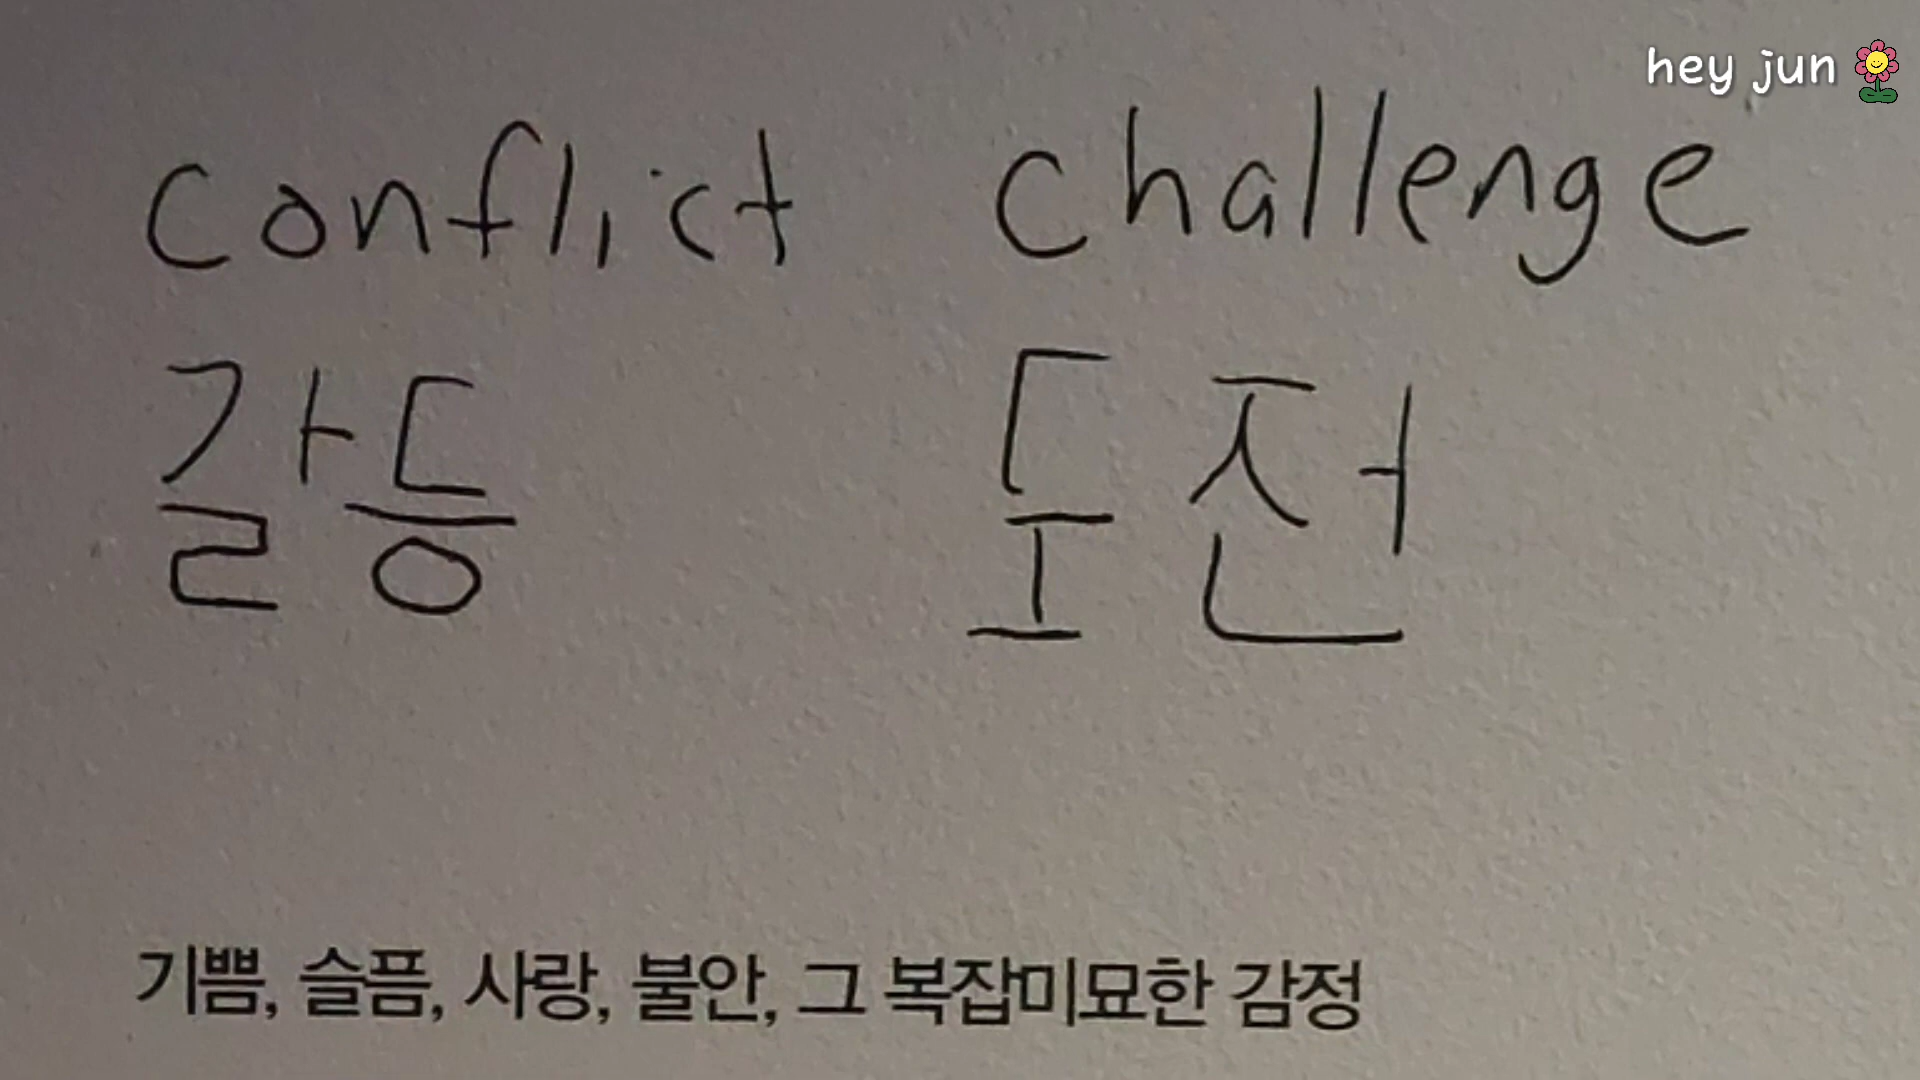 hey jun
conflict challenge
갈등 도전
기쁨, 슬픔, 사랑, 불안, 그 복잡미묘한 감정